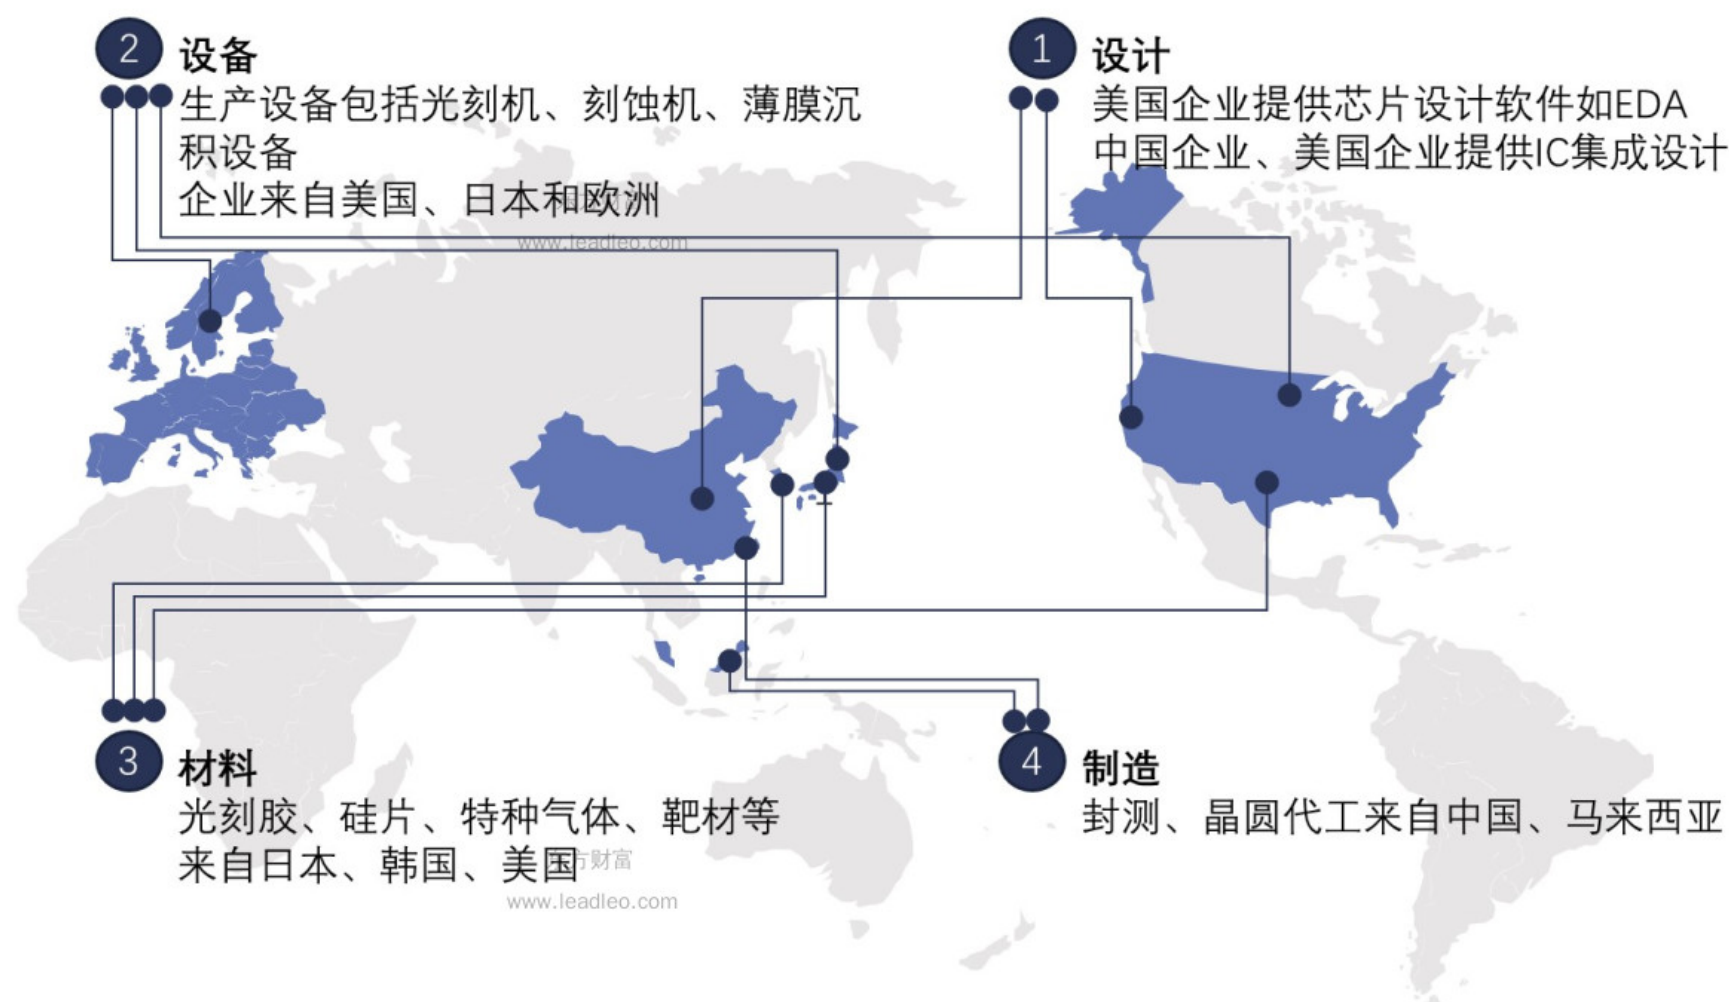 2 设备
生产设备包括光刻机、刻蚀机、薄膜沉
积设备
企业来自美国、日本和欧洲
www.leadleo.com
1 设计
美国企业提供芯片设计软件如EDA
中国企业、美国企业提供IC集成设计
3 材料
光刻胶、硅片、特种气体、靶材等
来自日本、韩国、美国
东方财富
www.leadleo.com
4 制造
封测、晶圆代工来自中国、马来西亚